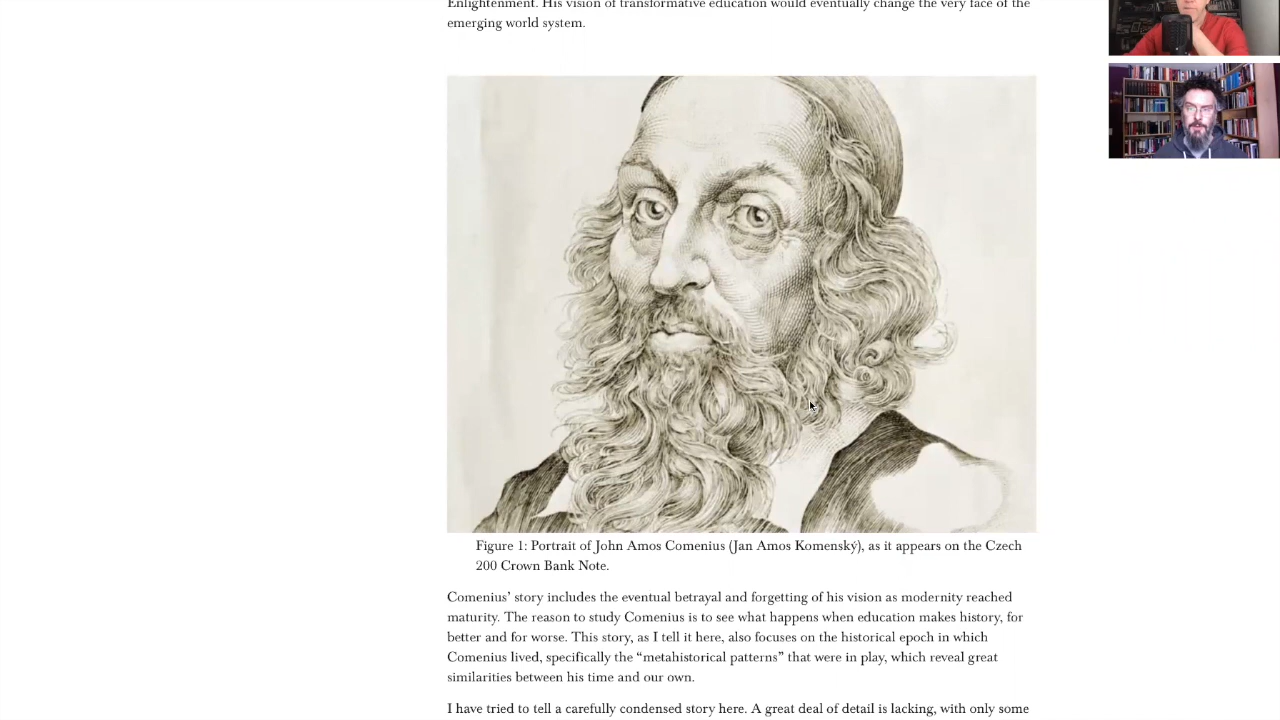 Enlightenment. His vision of transformative education would eventually change the very face of the
emerging world system.
Figure 1: Portrait of John Amos Comenius (Jan Amos Komenský), as it appears on the Czech
200 Crown Bank Note.
Comenius’ story includes the eventual betrayal and forgetting of his vision as modernity reached
maturity. The reason to study Comenius is to see what happens when education makes history, for
better and for worse. This story, as I tell it here, also focuses on the historical epoch in which
Comenius lived, specifically the “metahistorical patterns” that were in play, which reveal great
similarities between his time and our own.
I have tried to tell a carefully condensed story here. A great deal of detail is lacking, with only some